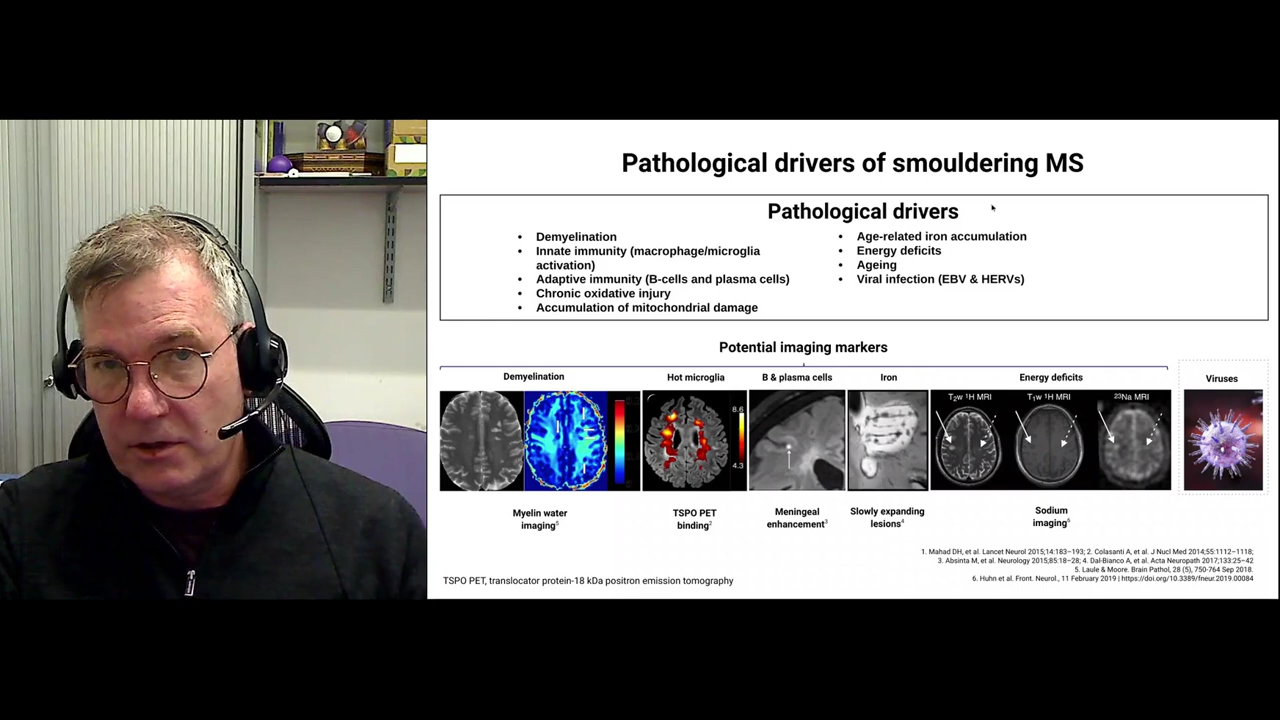 Pathological drivers of smouldering MS
Pathological drivers
• Demyelination
• Innate immunity (macrophage/microglia
activation)
• Adaptive immunity (B-cells and plasma cells)
• Chronic oxidative injury
• Accumulation of mitochondrial damage
• Age-related iron accumulation
• Energy deficits
• Ageing
• Viral infection (EBV & HERVs)
Potential imaging markers
Demyelination
Hot microglia
B & plasma cells
Iron
Energy deficits
Viruses
8.6
4.3
T₂w ¹H MRI
T₁w ¹H MRI
²³Na MRI
Myelin water
imaging⁵
TSPO PET
binding²
Meningeal
enhancement³
Slowly expanding
lesions⁴
Sodium
imaging⁶
1. Mahad DH, et al. Lancet Neurol 2015;14:183–193; 2. Colasanti A, et al. J Nucl Med 2014;55:1112–1118;
3. Absinta M, et al. Neurology 2015;85:18–28; 4. Dal-Bianco A, et al. Acta Neuropath 2017;133:25–42
5. Laule & Moore. Brain Pathol, 28 (5), 750-764 Sep 2018.
6. Huhn et al. Front. Neurol., 11 February 2019 | https://doi.org/10.3389/fneur.2019.00084
TSPO PET, translocator protein-18 kDa positron emission tomography